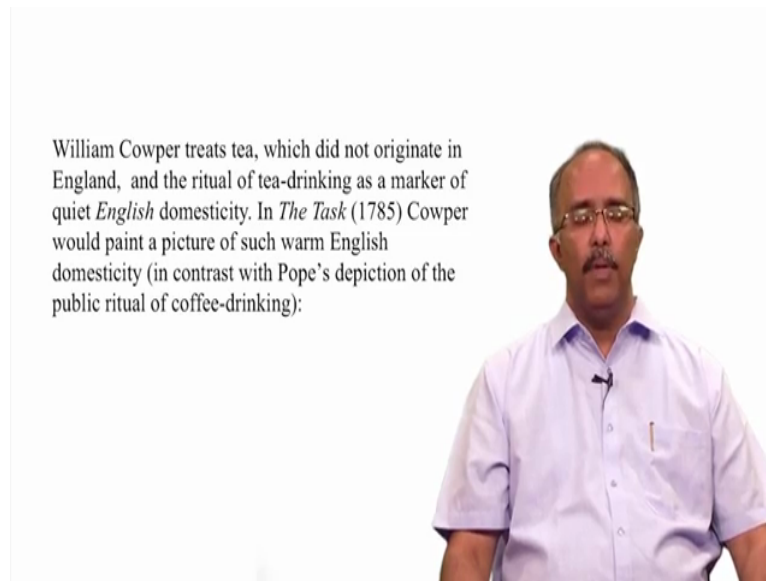 William Cowper treats tea, which did not originate in
England, and the ritual of tea-drinking as a marker of
quiet English domesticity. In The Task (1785) Cowper
would paint a picture of such warm English
domesticity (in contrast with Pope's depiction of the
public ritual of coffee-drinking):